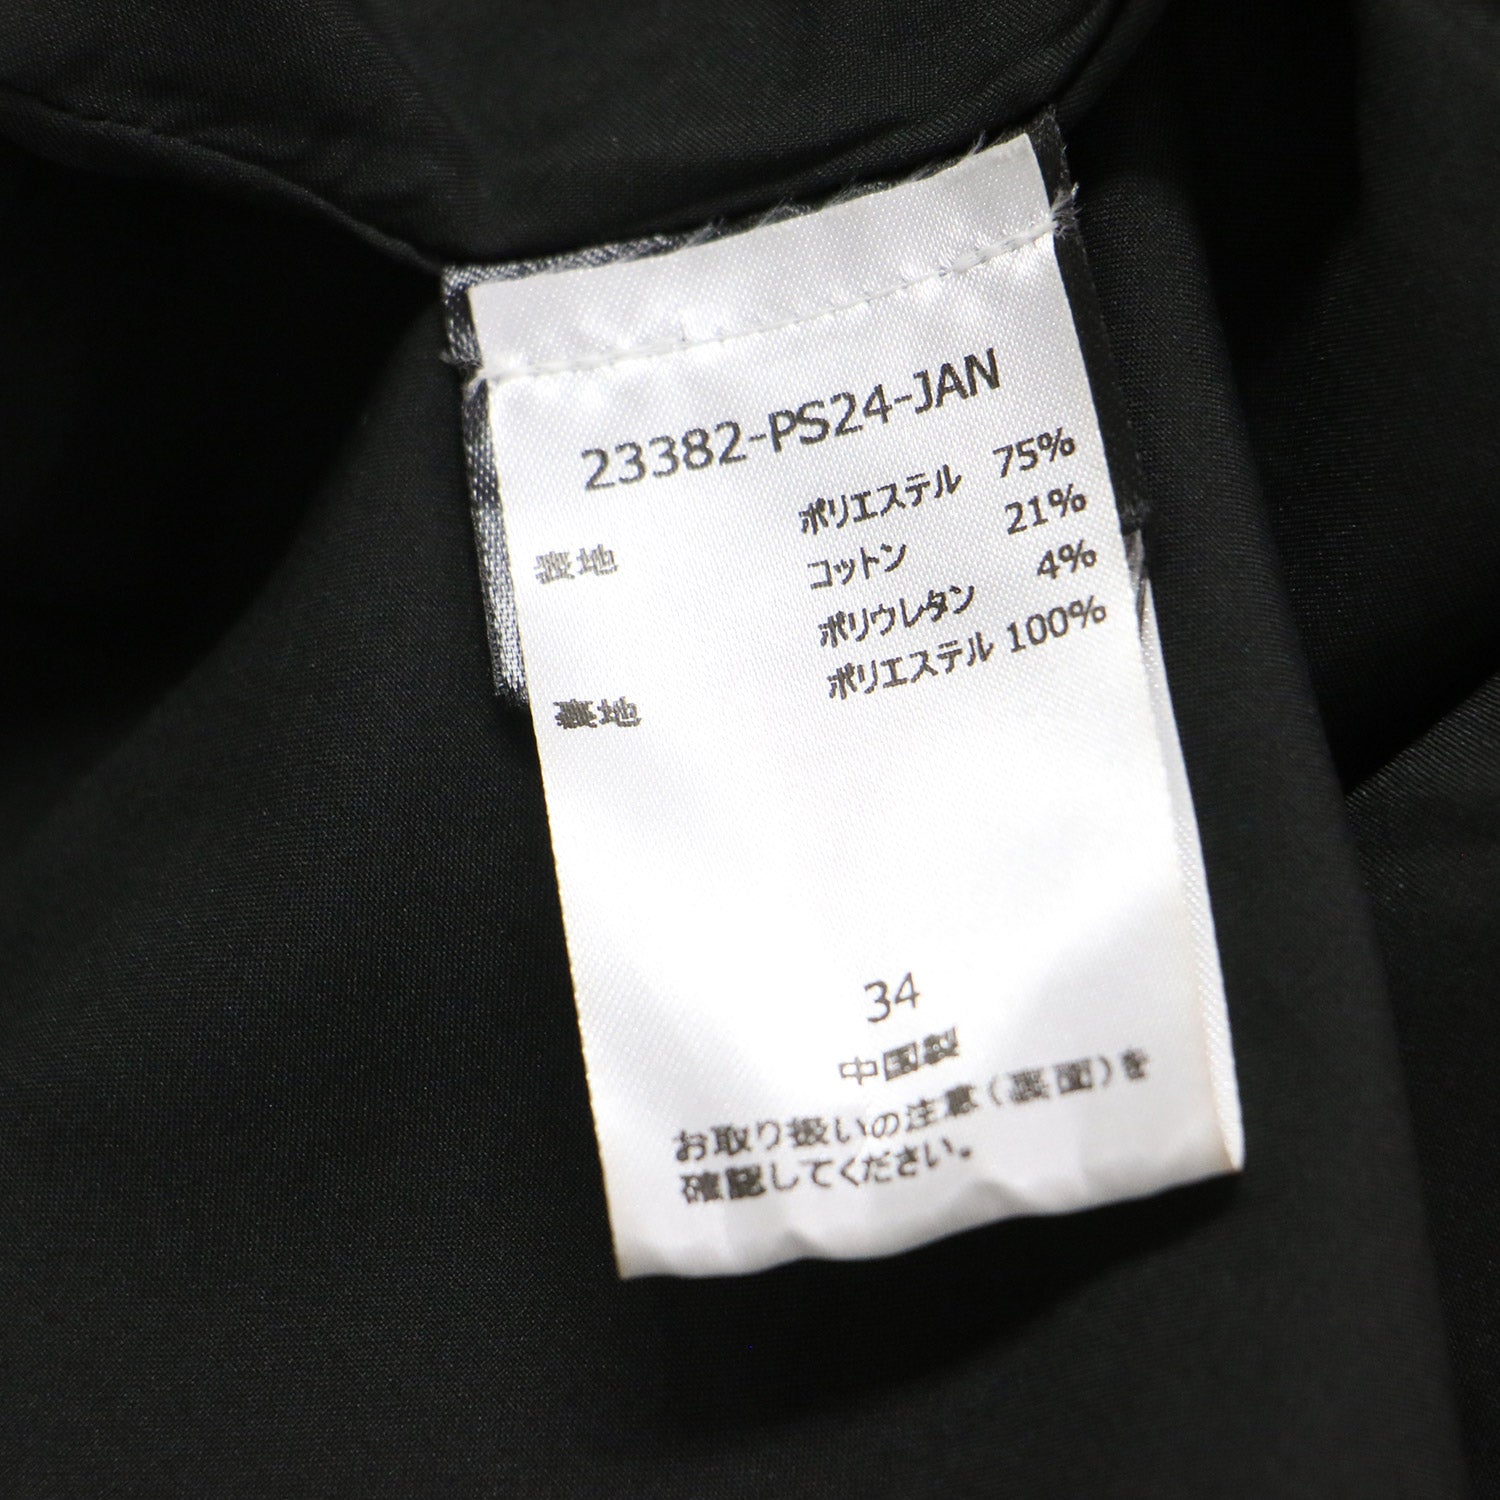 23382-PS24-JAN
表地 ポリエステル 75%
コットン 21%
ポリウレタン 4%
裏地 ポリエステル 100%
34
中国製
お取り扱いの注意(裏面)を
確認してください。